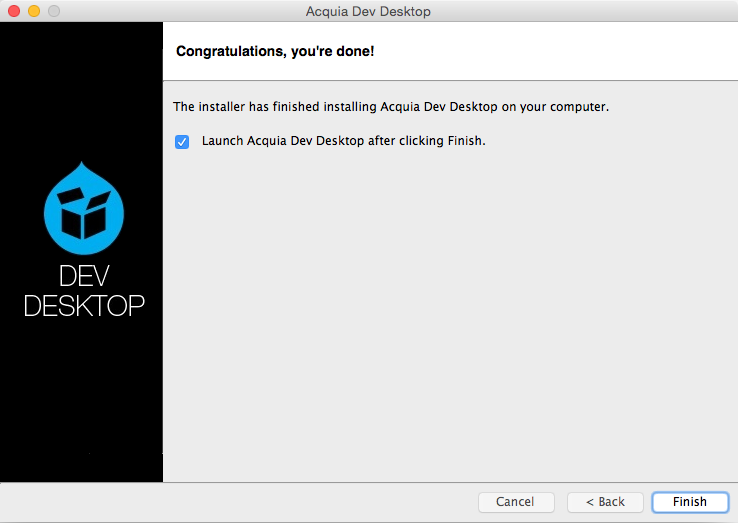 Acquia Dev Desktop
Congratulations, you're done!
The installer has finished installing Acquia Dev Desktop on your computer.
Launch Acquia Dev Desktop after clicking Finish.
DEV
DESKTOP
Cancel
< Back
Finish